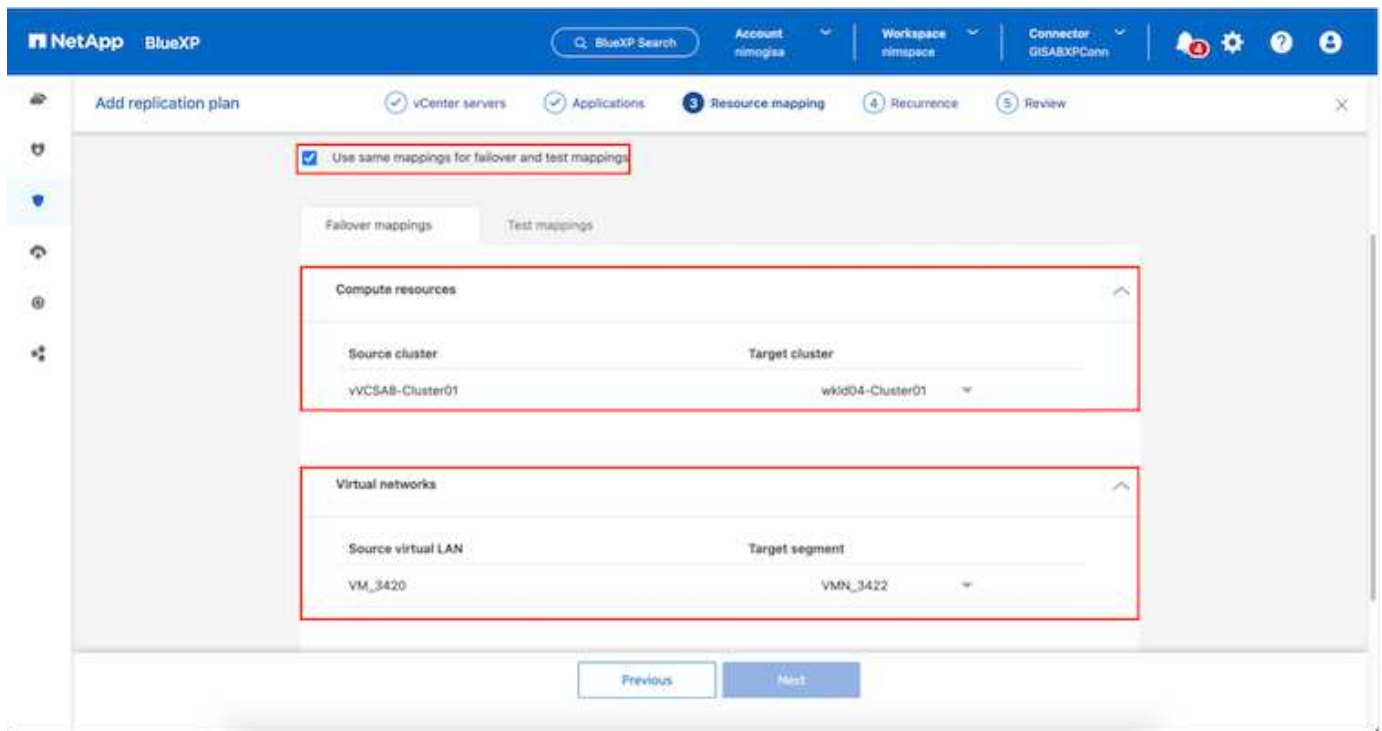 NetApp BlueXP
BlueXP Search
Account
nimogisa
Workspace
nimspace
Connector
GISABXPConn
4
Add replication plan
vCenter servers
Applications
3 Resource mapping
4 Recurrence
5 Review
Use same mappings for failover and test mappings
Failover mappings
Test mappings
Compute resources
Source cluster
Target cluster
vVCSA8-Cluster01
wkld04-Cluster01
Virtual networks
Source virtual LAN
Target segment
VM_3420
VMN_3422
Previous
Next